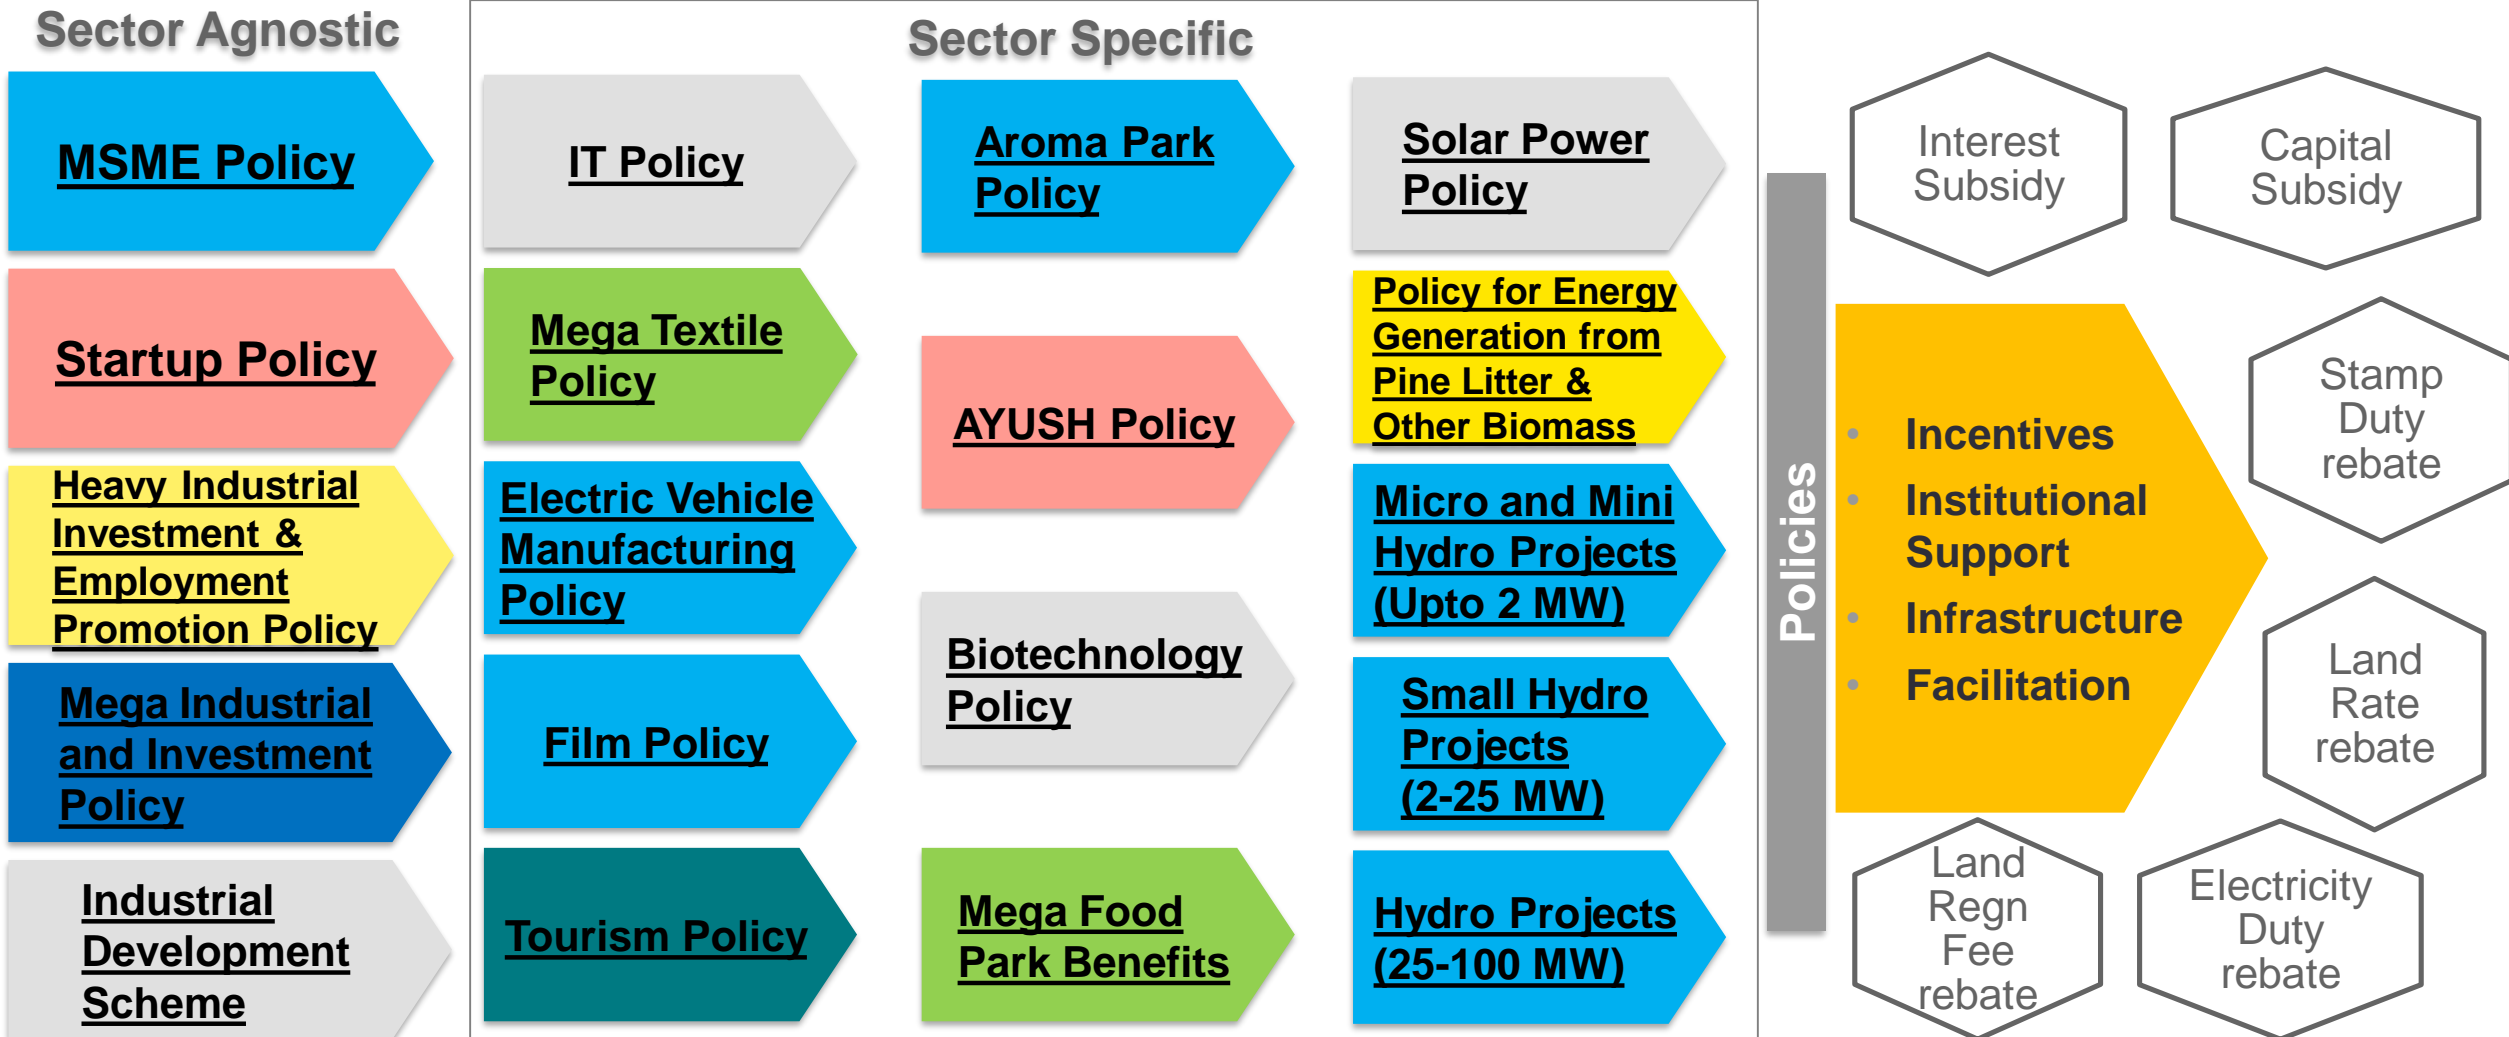 Sector Agnostic
MSME Policy
Startup Policy
Heavy Industrial
Investment &
Employment
Promotion Policy
Mega Industrial
and Investment
Policy
Industrial
Development
Scheme
Sector Specific
IT Policy
Mega Textile
Policy
Electric Vehicle
Manufacturing
Policy
Film Policy
Tourism Policy
Aroma Park
Policy
AYUSH Policy
Biotechnology
Policy
Mega Food
Park Benefits
Solar Power
Policy
Policy for Energy
Generation from
Pine Litter &
Other Biomass
Micro and Mini
Hydro Projects
(Upto 2 MW)
Small Hydro
Projects
(2-25 MW)
Hydro Projects
(25-100 MW)
Policies
Interest
Subsidy
Capital
Subsidy
• Incentives
• Institutional
Support
• Infrastructure
• Facilitation
Stamp
Duty
rebate
Land
Rate
rebate
Land
Regn
Fee
rebate
Electricity
Duty
rebate